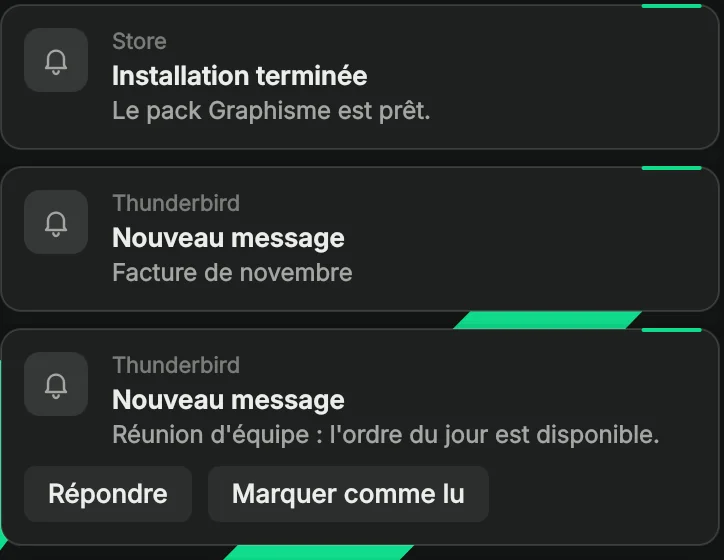 Store
Installation terminée
Le pack Graphisme est prêt.
Thunderbird
Nouveau message
Facture de novembre
Thunderbird
Nouveau message
Réunion d'équipe : l'ordre du jour est disponible.
Répondre
Marquer comme lu